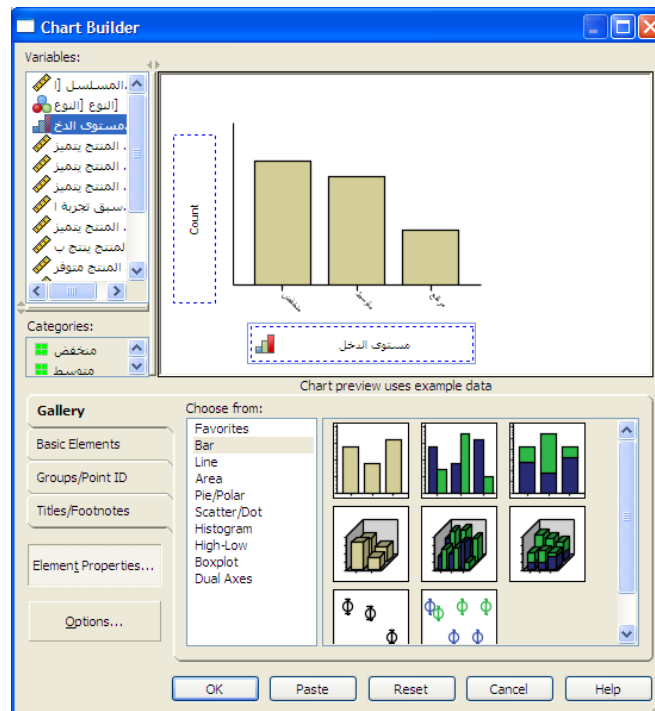 Chart Builder
Variables:
المسلسل [ا.
النوع [النوع]
مستوى الدخ.
المنتج يتميز .
المنتج يتميز .
المنتج يتميز .
سبق تجربة ا.
المنتج يتميز .
المنتج ينتج ب
المنتج متوفر .
Categories:
منخفض
متوسط
Count
منخفض
متوسط
مرتفع
مستوى الدخل
Chart preview uses example data
Gallery
Basic Elements
Groups/Point ID
Titles/Footnotes
Element Properties...
Options...
Choose from:
Favorites
Bar
Line
Area
Pie/Polar
Scatter/Dot
Histogram
High-Low
Boxplot
Dual Axes
OK
Paste
Reset
Cancel
Help